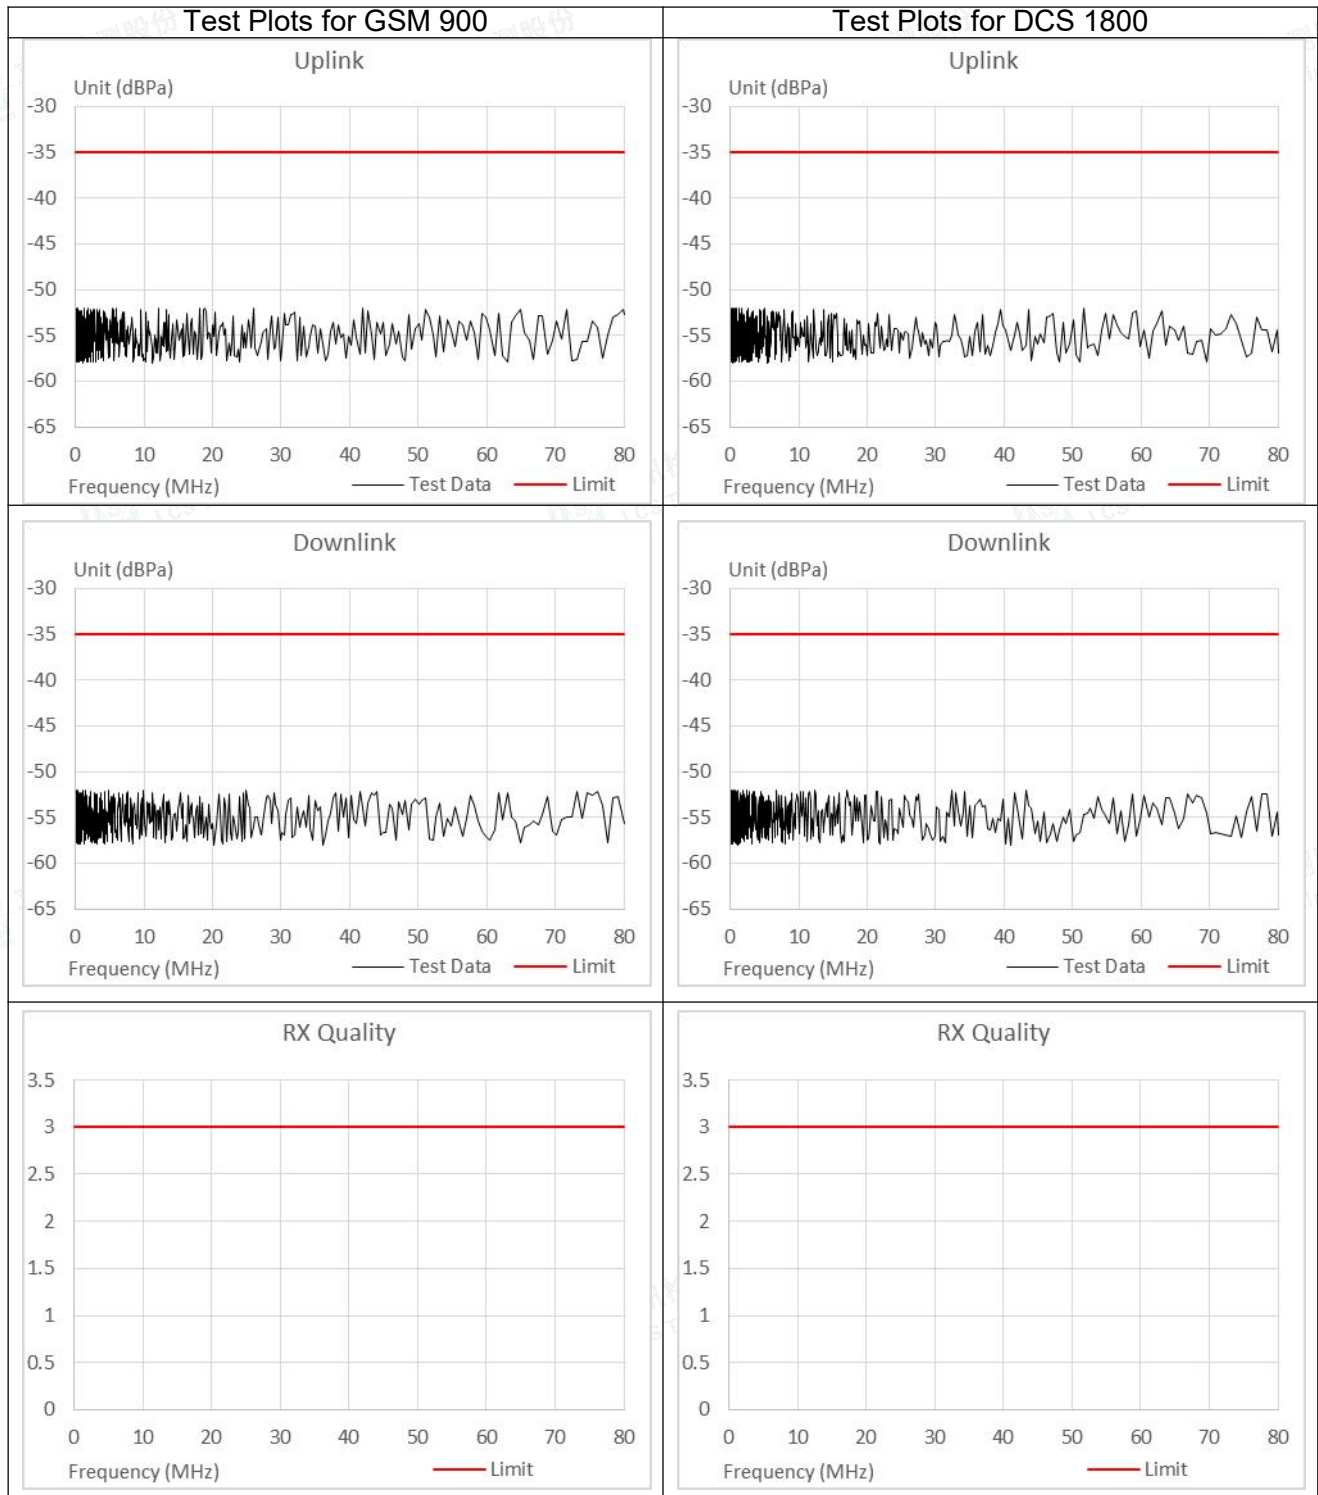 Test Plots for GSM 900
Test Plots for DCS 1800
Uplink
Unit (dBPa)
-30
-35
-40
-45
-50
-55
-60
-65
0 10 20 30 40 50 60 70 80
Frequency (MHz) Test Data Limit
Uplink
Unit (dBPa)
-30
-35
-40
-45
-50
-55
-60
-65
0 10 20 30 40 50 60 70 80
Frequency (MHz) Test Data Limit
Downlink
Unit (dBPa)
-30
-35
-40
-45
-50
-55
-60
-65
0 10 20 30 40 50 60 70 80
Frequency (MHz) Test Data Limit
Downlink
Unit (dBPa)
-30
-35
-40
-45
-50
-55
-60
-65
0 10 20 30 40 50 60 70 80
Frequency (MHz) Test Data Limit
RX Quality
3.5
3
2.5
2
1.5
1
0.5
0
0 10 20 30 40 50 60 70 80
Frequency (MHz) Limit
RX Quality
3.5
3
2.5
2
1.5
1
0.5
0
0 10 20 30 40 50 60 70 80
Frequency (MHz) Limit